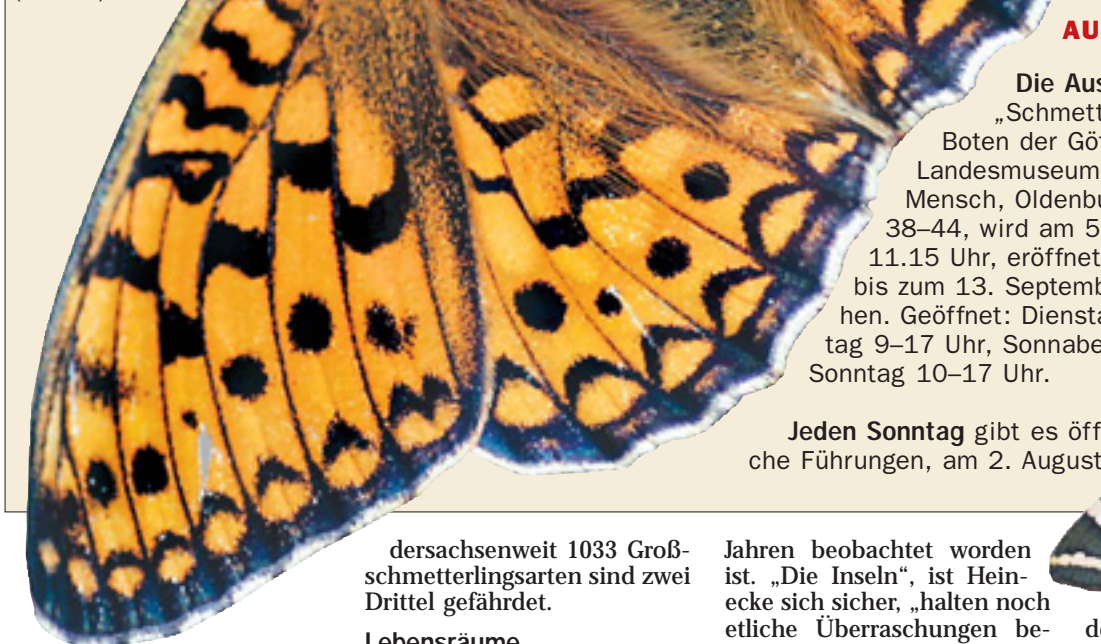 AU
Die Aus
„Schmett
Boten der Göt
Landesmuseum
Mensch, Oldenbu
38–44, wird am 5
11.15 Uhr, eröffnet
bis zum 13. Septemb
hen. Geöffnet: Diensta
tag 9–17 Uhr, Sonnabe
Sonntag 10–17 Uhr.
Jeden Sonntag gibt es öff
che Führungen, am 2. August
dersachsenweit 1033 Groß-
schmetterlingsarten sind zwei
Drittel gefährdet.
Lebensräume
Jahren beobachtet worden
ist. „Die Inseln“, ist Hein-
ecke sich sicher, „halten noch
etliche Überraschungen be-
de